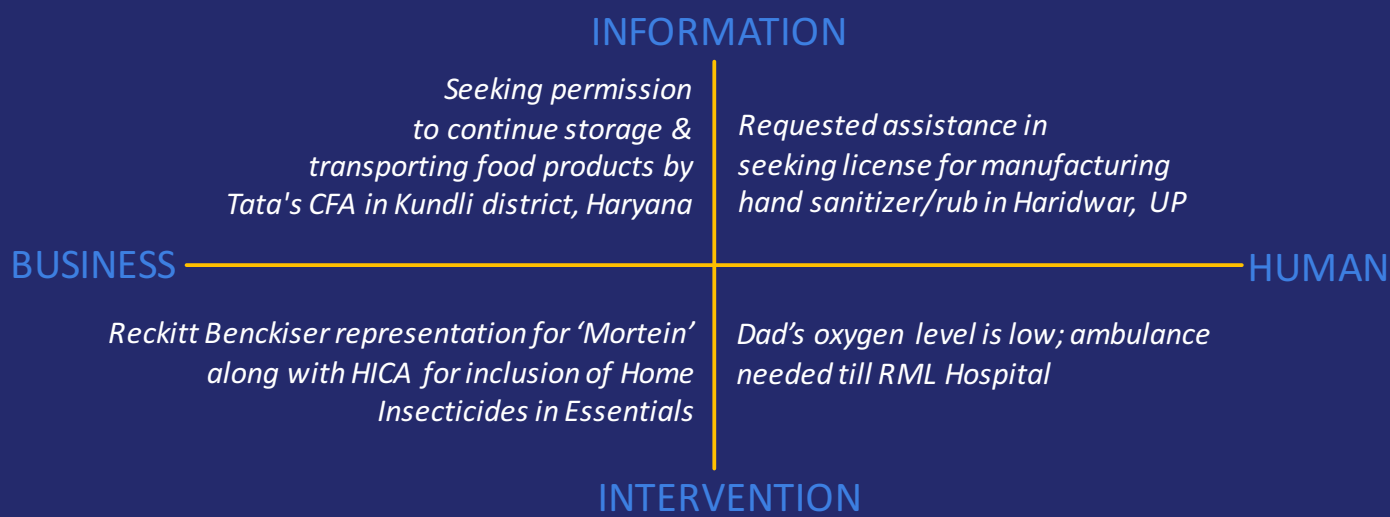 INFORMATION
Seeking permission
to continue storage &
transporting food products by
Tata's CFA in Kundli district, Haryana
Requested assistance in
seeking license for manufacturing
hand sanitizer/rub in Haridwar, UP
BUSINESS
HUMAN
Reckitt Benckiser representation for ‘Mortein’
along with HICA for inclusion of Home
Insecticides in Essentials
Dad’s oxygen level is low; ambulance
needed till RML Hospital
INTERVENTION